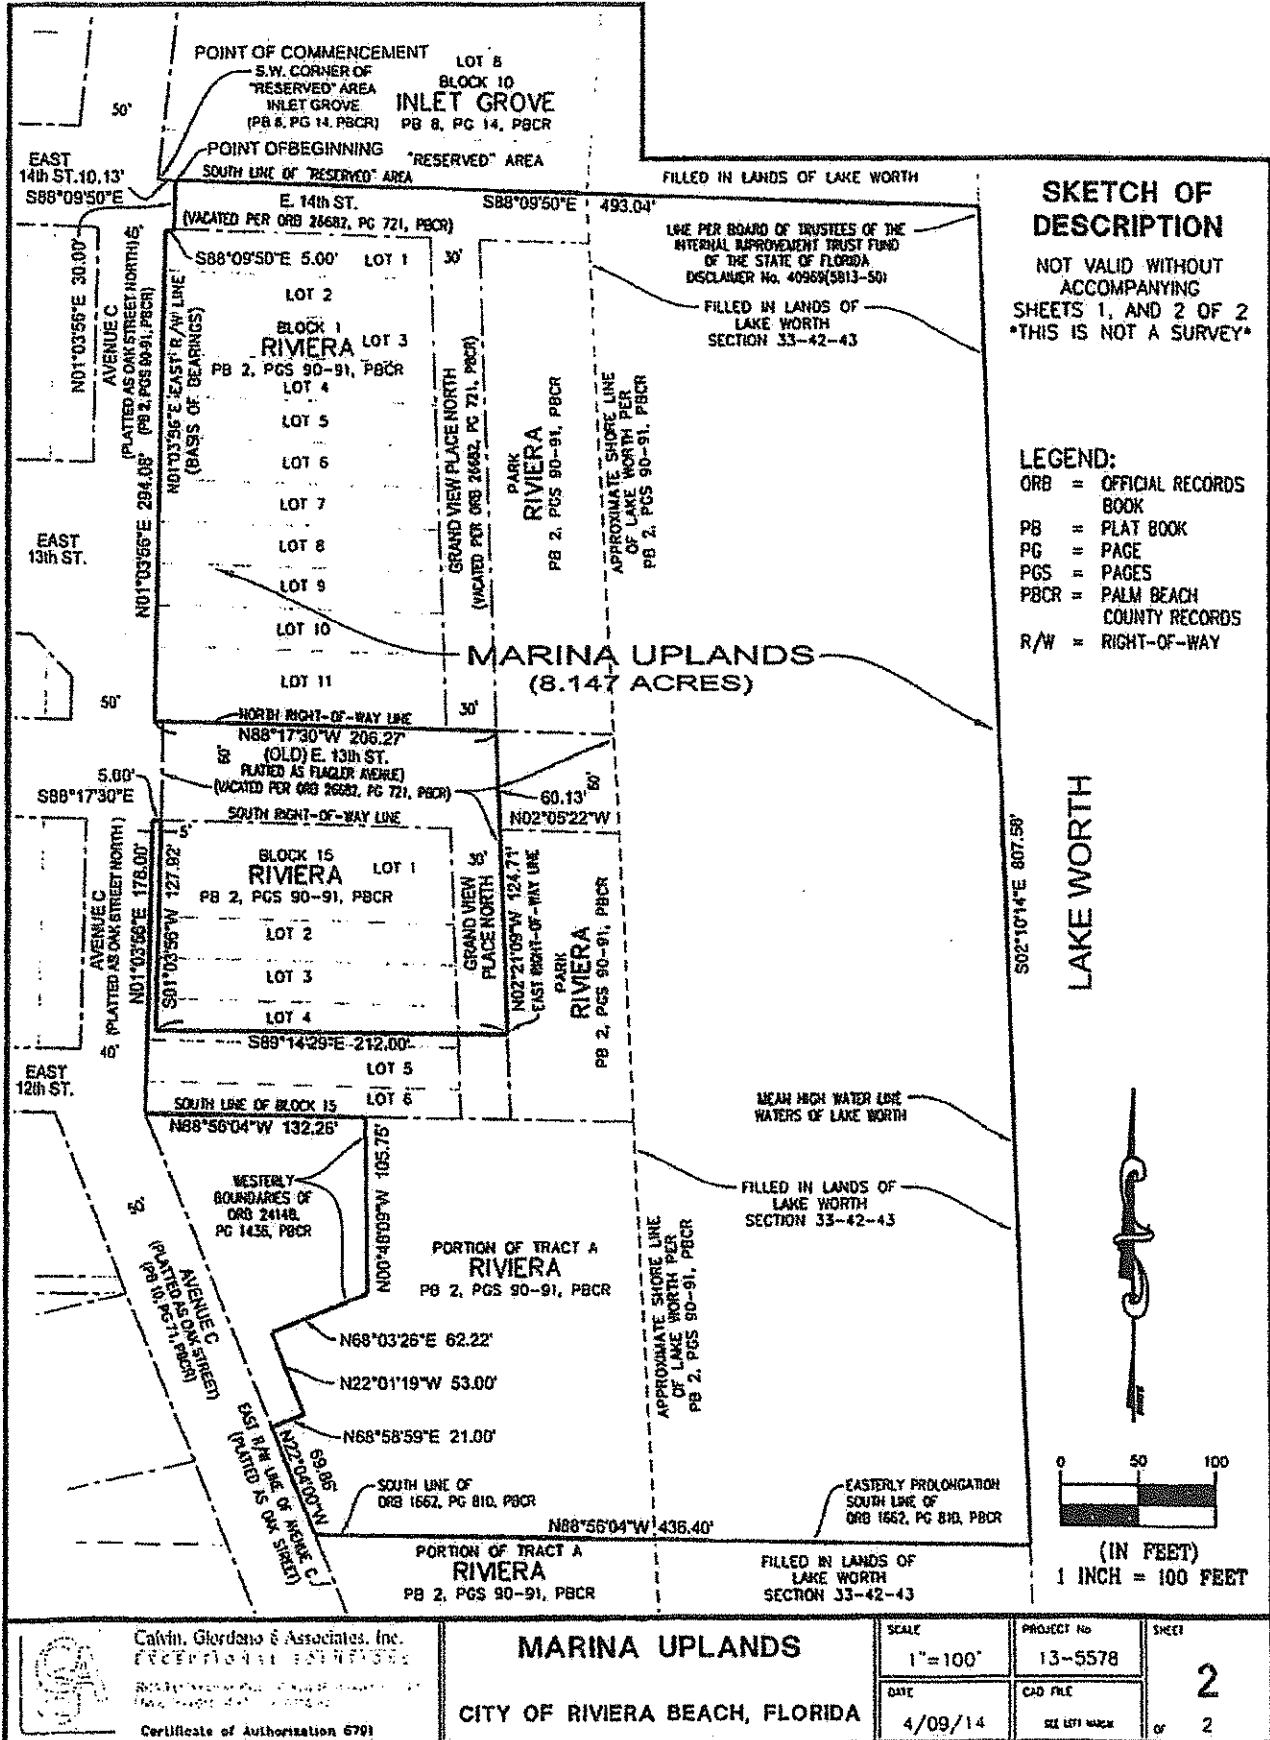 POINT OF COMMENCEMENT
S.W. CORNER OF
"RESERVED" AREA
INLET GROVE
(PB 8, PG 14, PBCR)
LOT 8
BLOCK 10
INLET GROVE
PB 8, PG 14, PBCR
50'
POINT OFBEGINNING
"RESERVED" AREA
EAST
14th ST.
10.13'
S88°09'50"E
SOUTH LINE OF "RESERVED" AREA
FILLED IN LANDS OF LAKE WORTH
E. 14th ST.
(VACATED PER ORB 26682, PG 721, PBCR)
S88°09'50"E 493.04'
SKETCH OF
DESCRIPTION
NOT VALID WITHOUT
ACCOMPANYING
SHEETS 1, AND 2 OF 2
*THIS IS NOT A SURVEY*
LINE PER BOARD OF TRUSTEES OF THE
INTERNAL IMPROVEMENT TRUST FUND
OF THE STATE OF FLORIDA
DISCLAIMER No. 40969(5813-50)
FILLED IN LANDS OF
LAKE WORTH
SECTION 33-42-43
N01°03'56"E 30.00'
AVENUE C
(PLATTED AS OAK STREET NORTH)
(PB 2, PGS 90-91, PBCR)
40'
S88°09'50"E 5.00'
LOT 1
30'
LOT 2
BLOCK 1
RIVIERA
LOT 3
PB 2, PGS 90-91, PBCR
LOT 4
LOT 5
LOT 6
LOT 7
LOT 8
LOT 9
LOT 10
LOT 11
N01°03'56"E 294.08'
N01°03'56"E EAST R/W LINE
(BASIS OF BEARINGS)
GRAND VIEW PLACE NORTH
(VACATED PER ORB 26682, PG 721, PBCR)
PARK
RIVIERA
PB 2, PGS 90-91, PBCR
APPROXIMATE SHORE LINE
OF LAKE WORTH PER
PB 2, PGS 90-91, PBCR
LEGEND:
ORB = OFFICIAL RECORDS
BOOK
PB = PLAT BOOK
PG = PAGE
PGS = PAGES
PBCR = PALM BEACH
COUNTY RECORDS
R/W = RIGHT-OF-WAY
EAST
13th ST.
MARINA UPLANDS
(8.147 ACRES)
50'
30'
NORTH RIGHT-OF-WAY LINE
N88°17'30"W 206.27'
60'
(OLD) E. 13th ST.
PLATTED AS FLAGLER AVENUE)
(VACATED PER ORB 26682, PG 721, PBCR)
5.00'
S88°17'30"E
60.13'
60'
N02°05'22"W
SOUTH RIGHT-OF-WAY LINE
5'
BLOCK 15
RIVIERA
LOT 1
PB 2, PGS 90-91, PBCR
LOT 2
LOT 3
LOT 4
AVENUE C
(PLATTED AS OAK STREET NORTH)
N01°03'56"E 178.00'
S01°03'56"W 127.92'
30'
GRAND VIEW
PLACE NORTH
N02°21'09"W 124.71'
EAST RIGHT-OF-WAY LINE
PARK
RIVIERA
PB 2, PGS 90-91, PBCR
S02°10'14"E 807.58'
LAKE WORTH
40'
S89°14'29"E 212.00'
LOT 5
EAST
12th ST.
SOUTH LINE OF BLOCK 15
LOT 6
N88°56'04"W 132.26'
MEAN HIGH WATER LINE
WATERS OF LAKE WORTH
WESTERLY
BOUNDARIES OF
ORB 24148,
PG 1436, PBCR
N00°48'09"W 105.75'
FILLED IN LANDS OF
LAKE WORTH
SECTION 33-42-43
AVENUE C
(PLATTED AS OAK STREET)
(PB 10, PG 71, PBCR)
PORTION OF TRACT A
RIVIERA
PB 2, PGS 90-91, PBCR
APPROXIMATE SHORE LINE
OF LAKE WORTH PER
PB 2, PGS 90-91, PBCR
N68°03'26"E 62.22'
N22°01'19"W 53.00'
N68°58'59"E 21.00'
69.86'
N22°04'00"W
EAST R/W LINE OF AVENUE C
(PLATTED AS OAK STREET)
SOUTH LINE OF
ORB 1662, PG 810, PBCR
EASTERLY PROLONGATION
SOUTH LINE OF
ORB 1662, PG 810, PBCR
N88°56'04"W 436.40'
0 50 100
(IN FEET)
1 INCH = 100 FEET
PORTION OF TRACT A
RIVIERA
PB 2, PGS 90-91, PBCR
FILLED IN LANDS OF
LAKE WORTH
SECTION 33-42-43
Calvin, Giordano & Associates, Inc.
EXCEPTIONAL SOLUTIONS
Certificate of Authorization 6791
MARINA UPLANDS
CITY OF RIVIERA BEACH, FLORIDA
SCALE
1"=100'
PROJECT No
13-5578
SHEET
2
OF 2
DATE
4/09/14
CAD FILE
SEE LEFT MARGIN